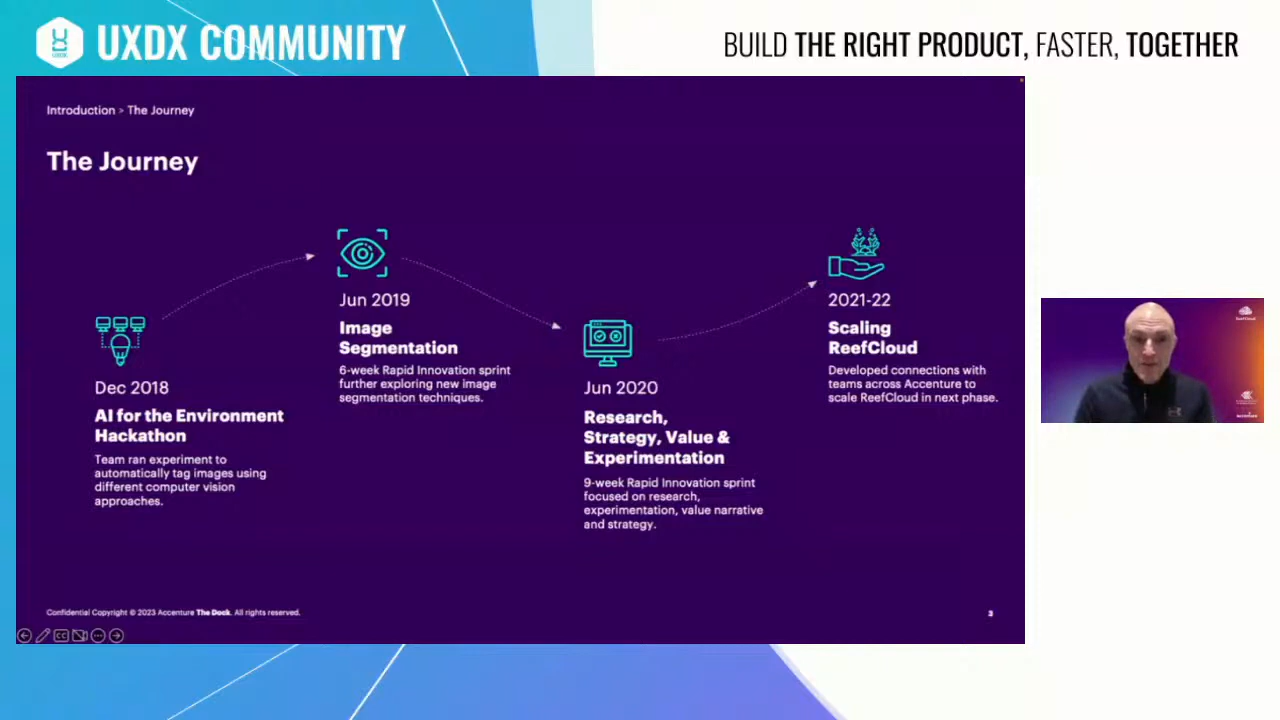 UXDX COMMUNITY
BUILD THE RIGHT PRODUCT, FASTER, TOGETHER
Introduction > The Journey
The Journey
Dec 2018
AI for the Environment
Hackathon
Team ran experiment to
automatically tag images using
different computer vision
approaches.
Jun 2019
Image
Segmentation
6-week Rapid Innovation sprint
further exploring new image
segmentation techniques.
Jun 2020
Research,
Strategy, Value &
Experimentation
9-week Rapid Innovation sprint
focused on research,
experimentation, value narrative
and strategy.
2021-22
Scaling
ReefCloud
Developed connections with
teams across Accenture to
scale ReefCloud in next phase.
Confidential Copyright © 2023 Accenture The Dock. All rights reserved.
3